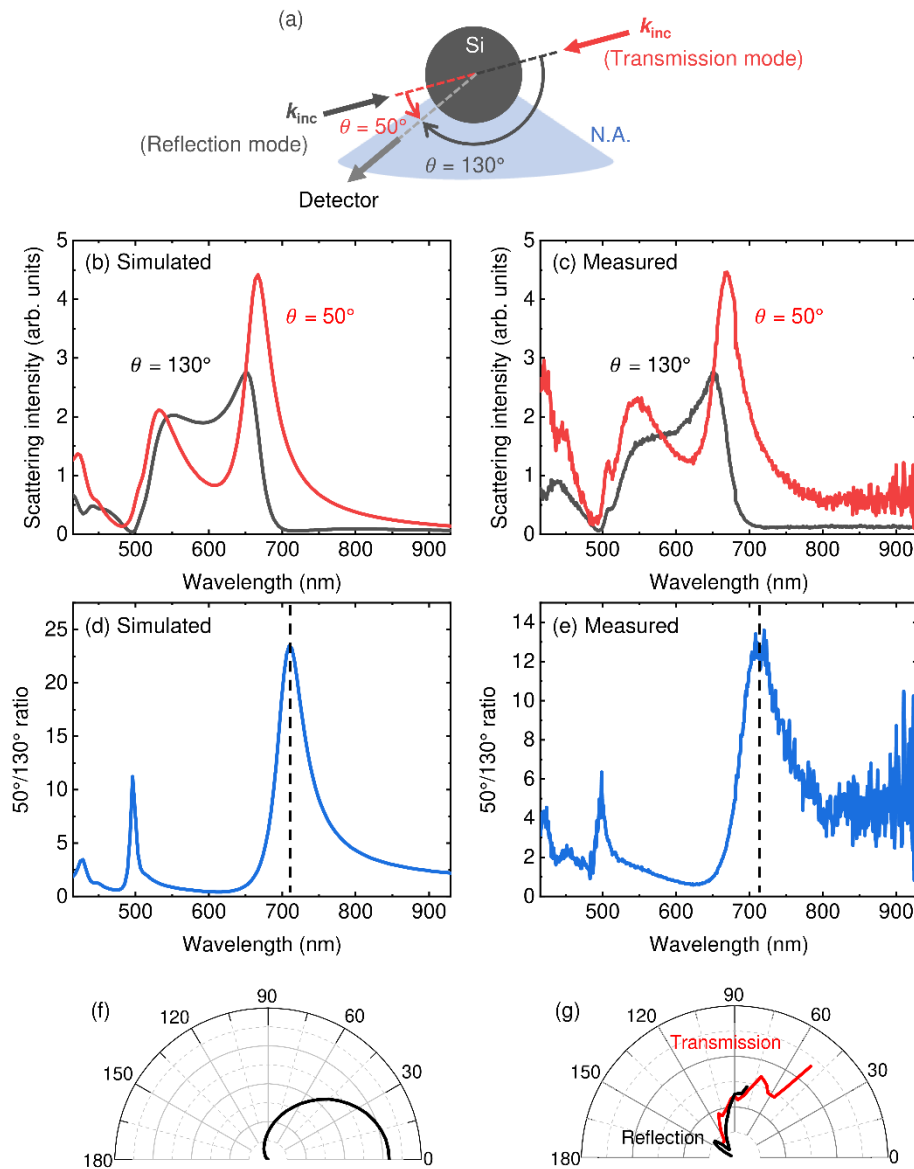 (a)
Si
k_inc
(Transmission mode)
k_inc
(Reflection mode)
θ = 50°
N.A.
θ = 130°
Detector
(b) Simulated
Scattering intensity (arb. units)
5
4
3
2
1
0
θ = 50°
θ = 130°
500 600 700 800 900
Wavelength (nm)
(c) Measured
Scattering intensity (arb. units)
5
4
3
2
1
0
θ = 50°
θ = 130°
500 600 700 800 900
Wavelength (nm)
(d) Simulated
50°/130° ratio
25
20
15
10
5
0
500 600 700 800 900
Wavelength (nm)
(e) Measured
50°/130° ratio
14
12
10
8
6
4
2
0
500 600 700 800 900
Wavelength (nm)
(f)
90
120 60
150 30
180 0
(g)
90
120 60
Transmission
150 30
Reflection
180 0